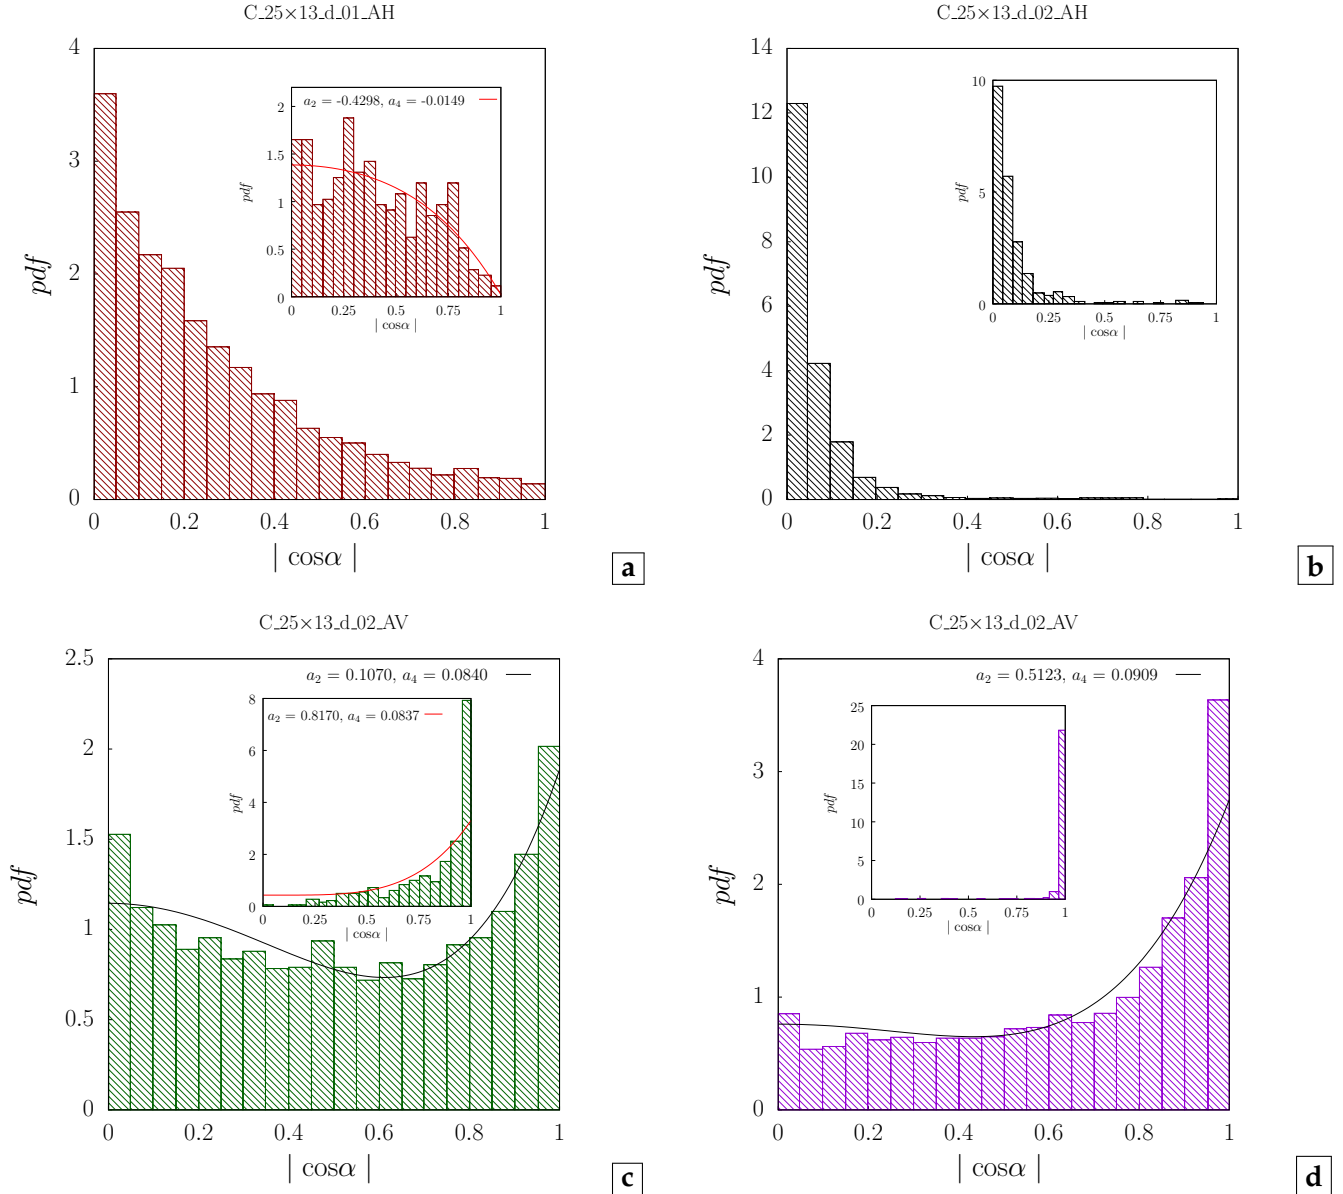 C_25×13_d_01_AH
4
3
2
1
0
0 0.2 0.4 0.6 0.8 1
pdf
| cosα |
a₂ = -0.4298, a₄ = -0.0149
2
1.5
1
0.5
0
0 0.25 0.5 0.75 1
pdf
| cosα |
a
C_25×13_d_02_AH
14
12
10
8
6
4
2
0
0 0.2 0.4 0.6 0.8 1
pdf
| cosα |
10
5
0
0 0.25 0.5 0.75 1
pdf
| cosα |
b
C_25×13_d_02_AV
2.5
2
1.5
1
0.5
0
0 0.2 0.4 0.6 0.8 1
pdf
| cosα |
a₂ = 0.1070, a₄ = 0.0840
a₂ = 0.8170, a₄ = 0.0837
8
6
4
2
0
0 0.25 0.5 0.75 1
pdf
| cosα |
c
C_25×13_d_02_AV
4
3
2
1
0
0 0.2 0.4 0.6 0.8 1
pdf
| cosα |
a₂ = 0.5123, a₄ = 0.0909
25
20
15
10
5
0
0 0.25 0.5 0.75 1
pdf
| cosα |
d